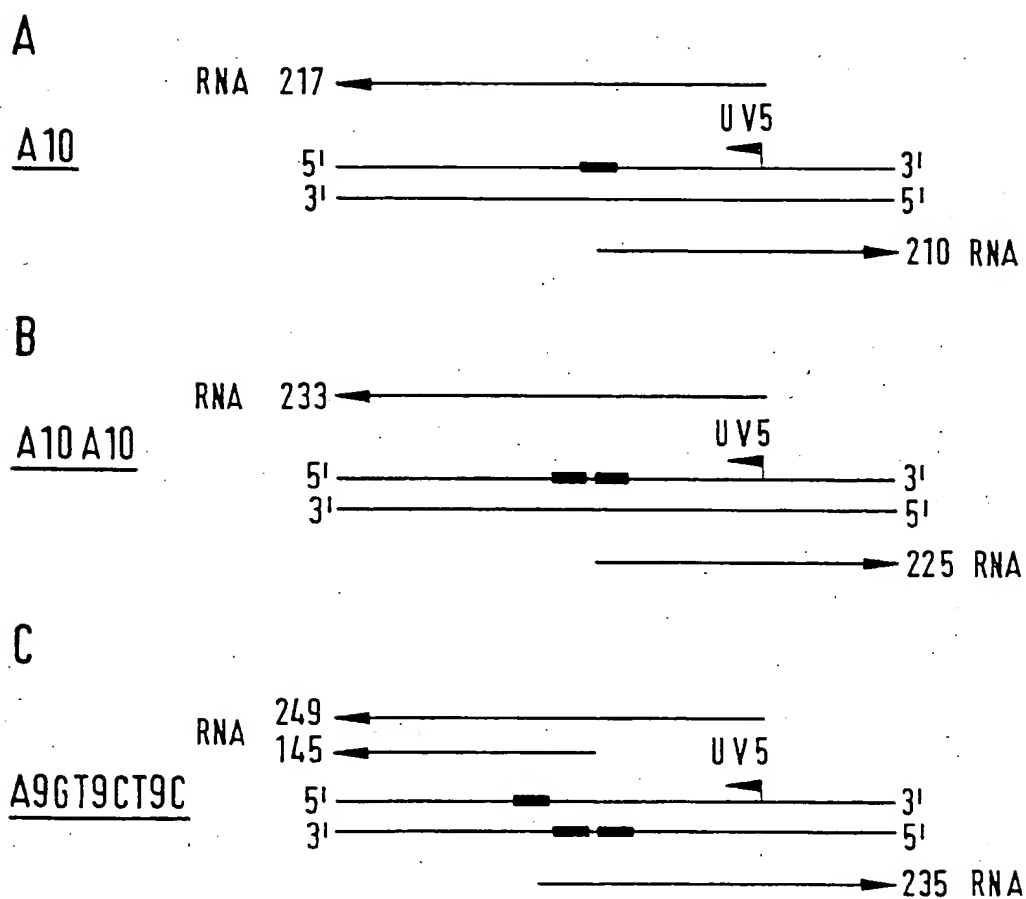 A
RNA 217
UV5
A10
5' 3'
3' 5'
210 RNA
B
RNA 233
UV5
A10 A10
5' 3'
3' 5'
225 RNA
C
249
RNA
145
UV5
A9GT9CT9C
5' 3'
3' 5'
235 RNA